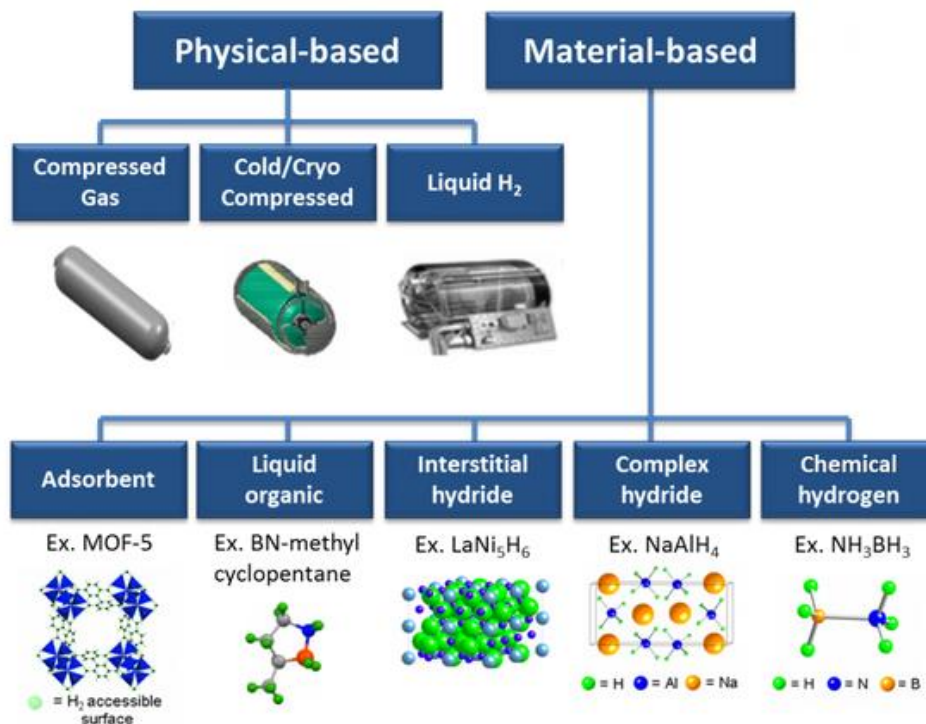 Physical-based
Material-based
Compressed
Gas
Cold/Cryo
Compressed
Liquid H₂
Adsorbent
Liquid
organic
Interstitial
hydride
Complex
hydride
Chemical
hydrogen
Ex. MOF-5
Ex. BN-methyl
cyclopentane
Ex. LaNi₅H₆
Ex. NaAlH₄
Ex. NH₃BH₃
= H₂ accessible
surface
= H = Al = Na
= H = N = B